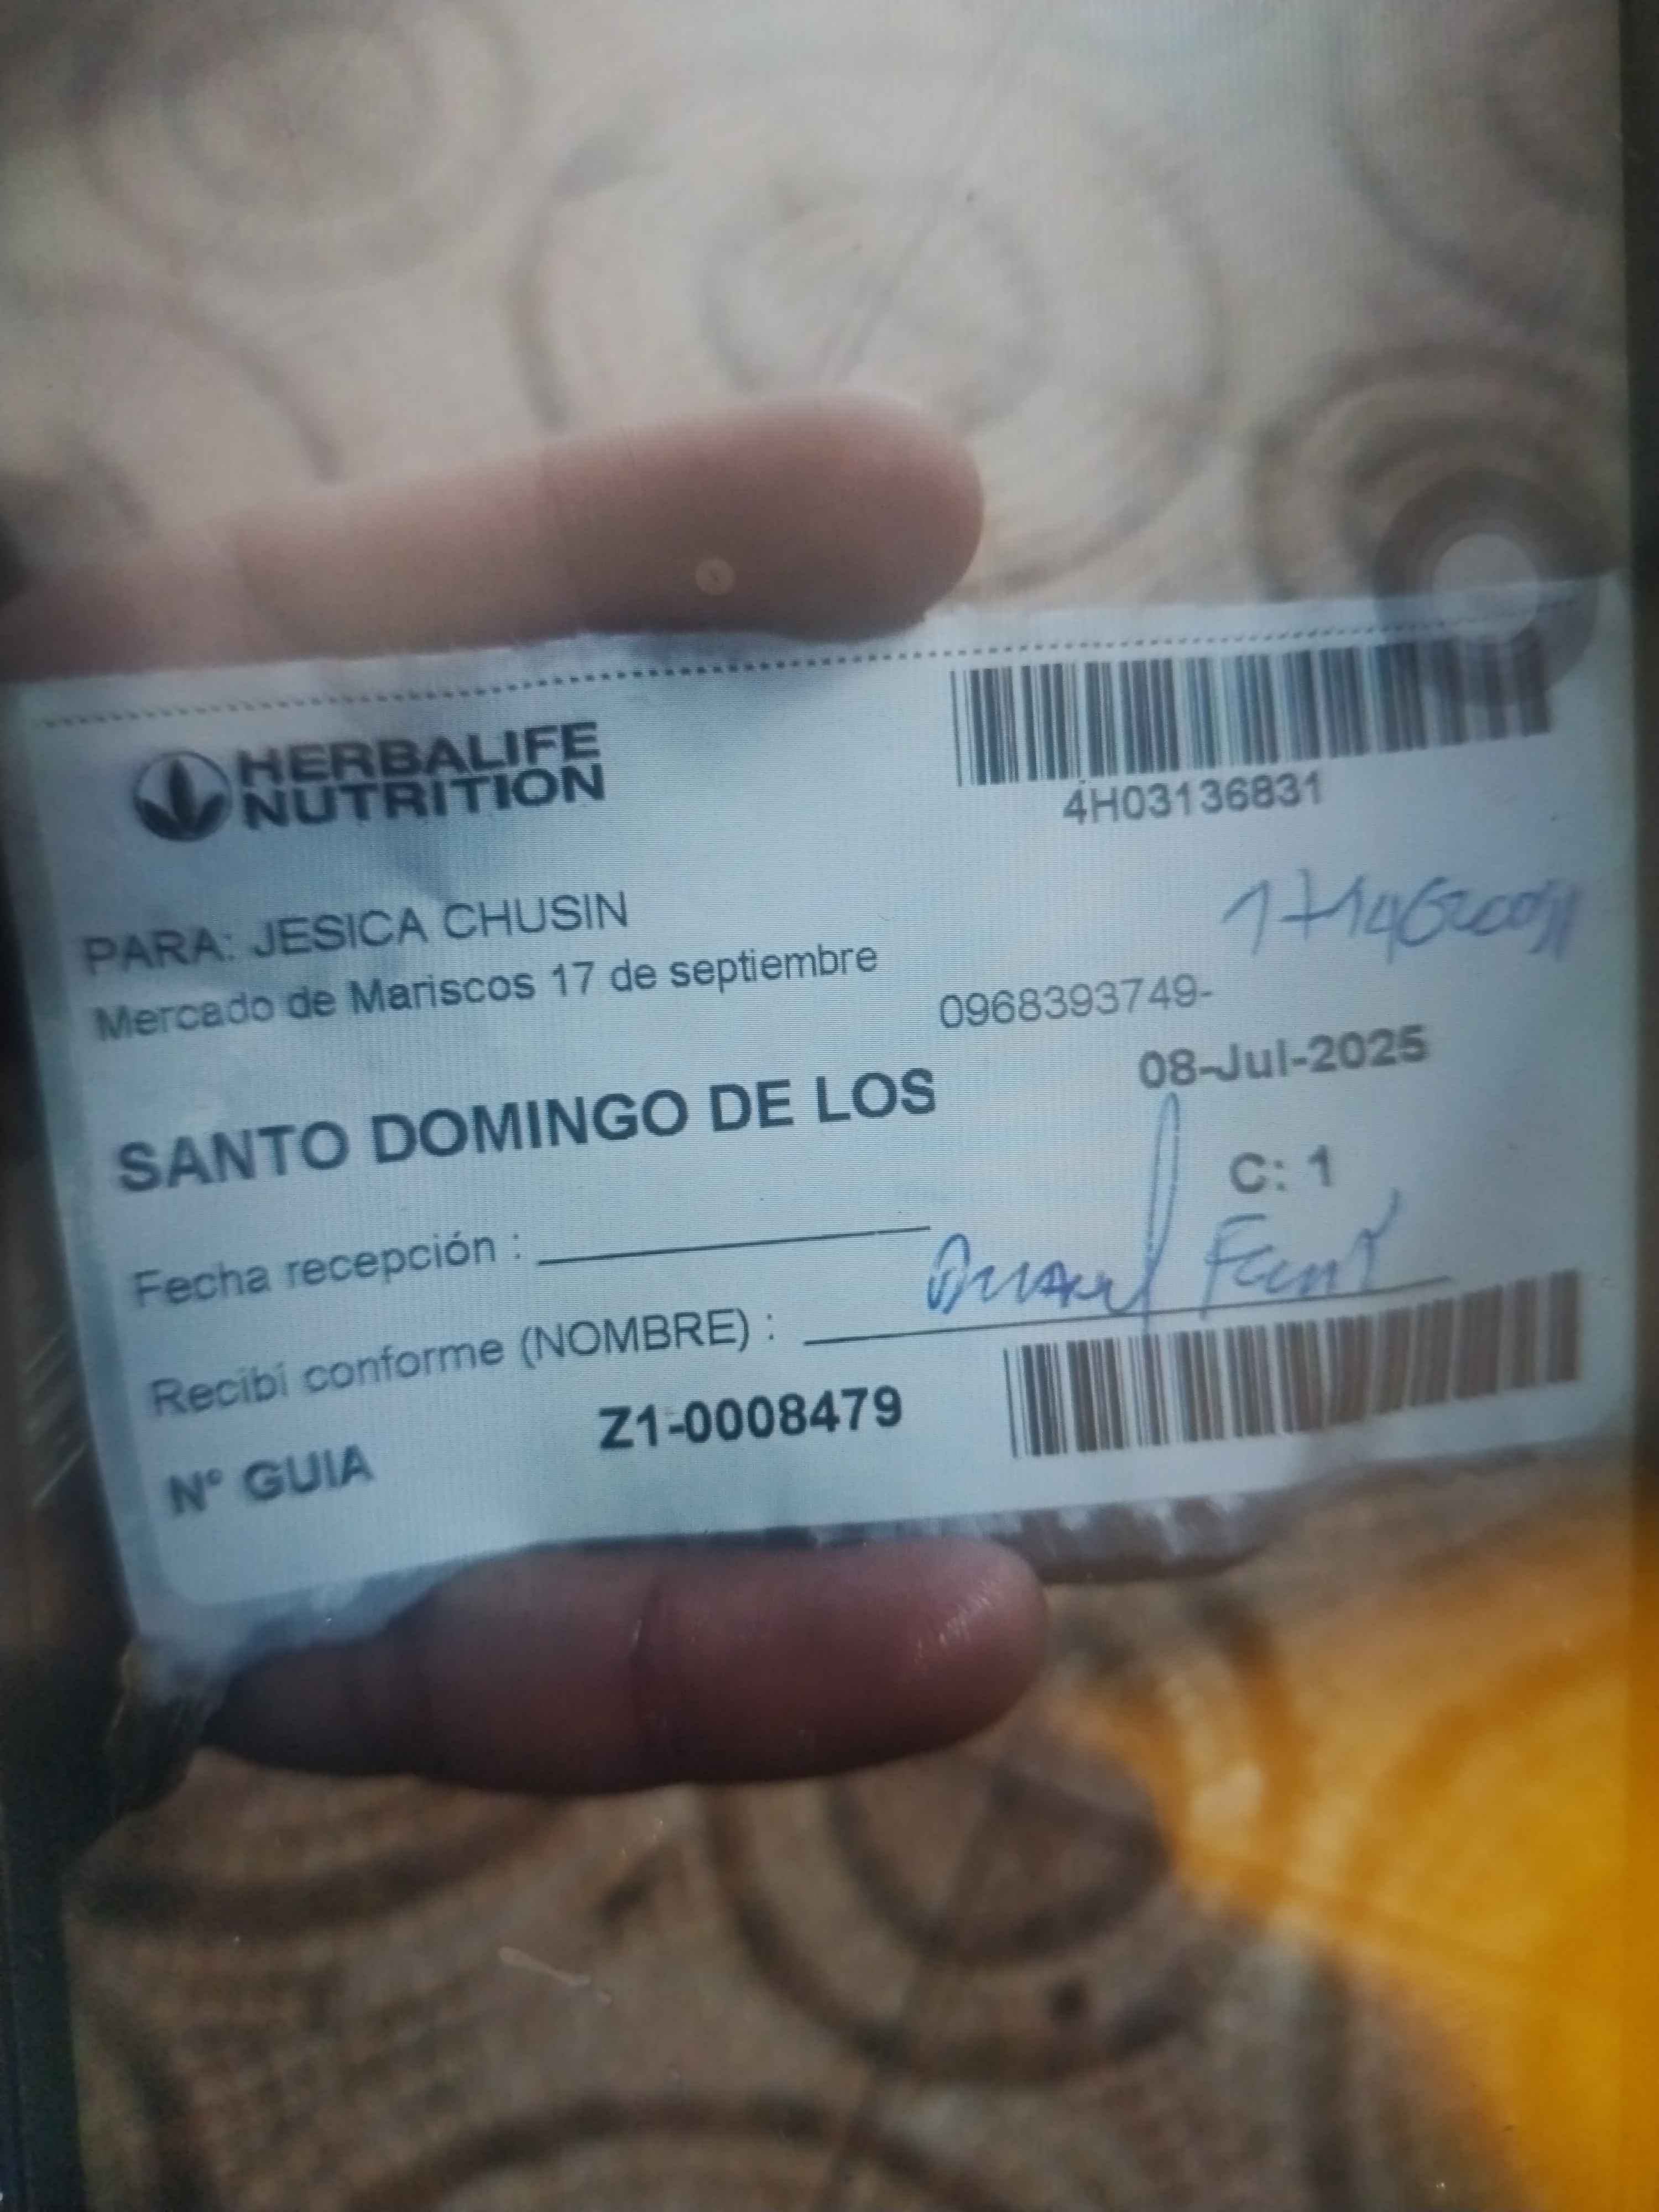 HERBALIFE
NUTRITION
4H03136831
PARA: JESICA CHUSIN
Mercado de Mariscos 17 de septiembre
0968393749-
SANTO DOMINGO DE LOS
08-Jul-2025
C: 1
Fecha recepción :
Recibi conforme (NOMBRE) :
N° GUIA
Z1-0008479